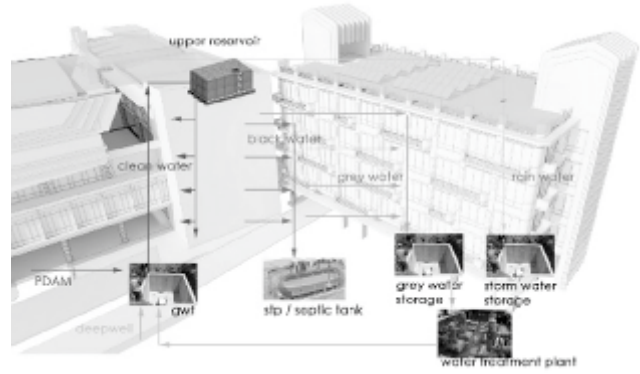 upper reservoir
black water
clean water
grey water
rain water
PDAM
gwt
stp / septic tank
grey water
storage
storm water
storage
deepwell
water treatment plant